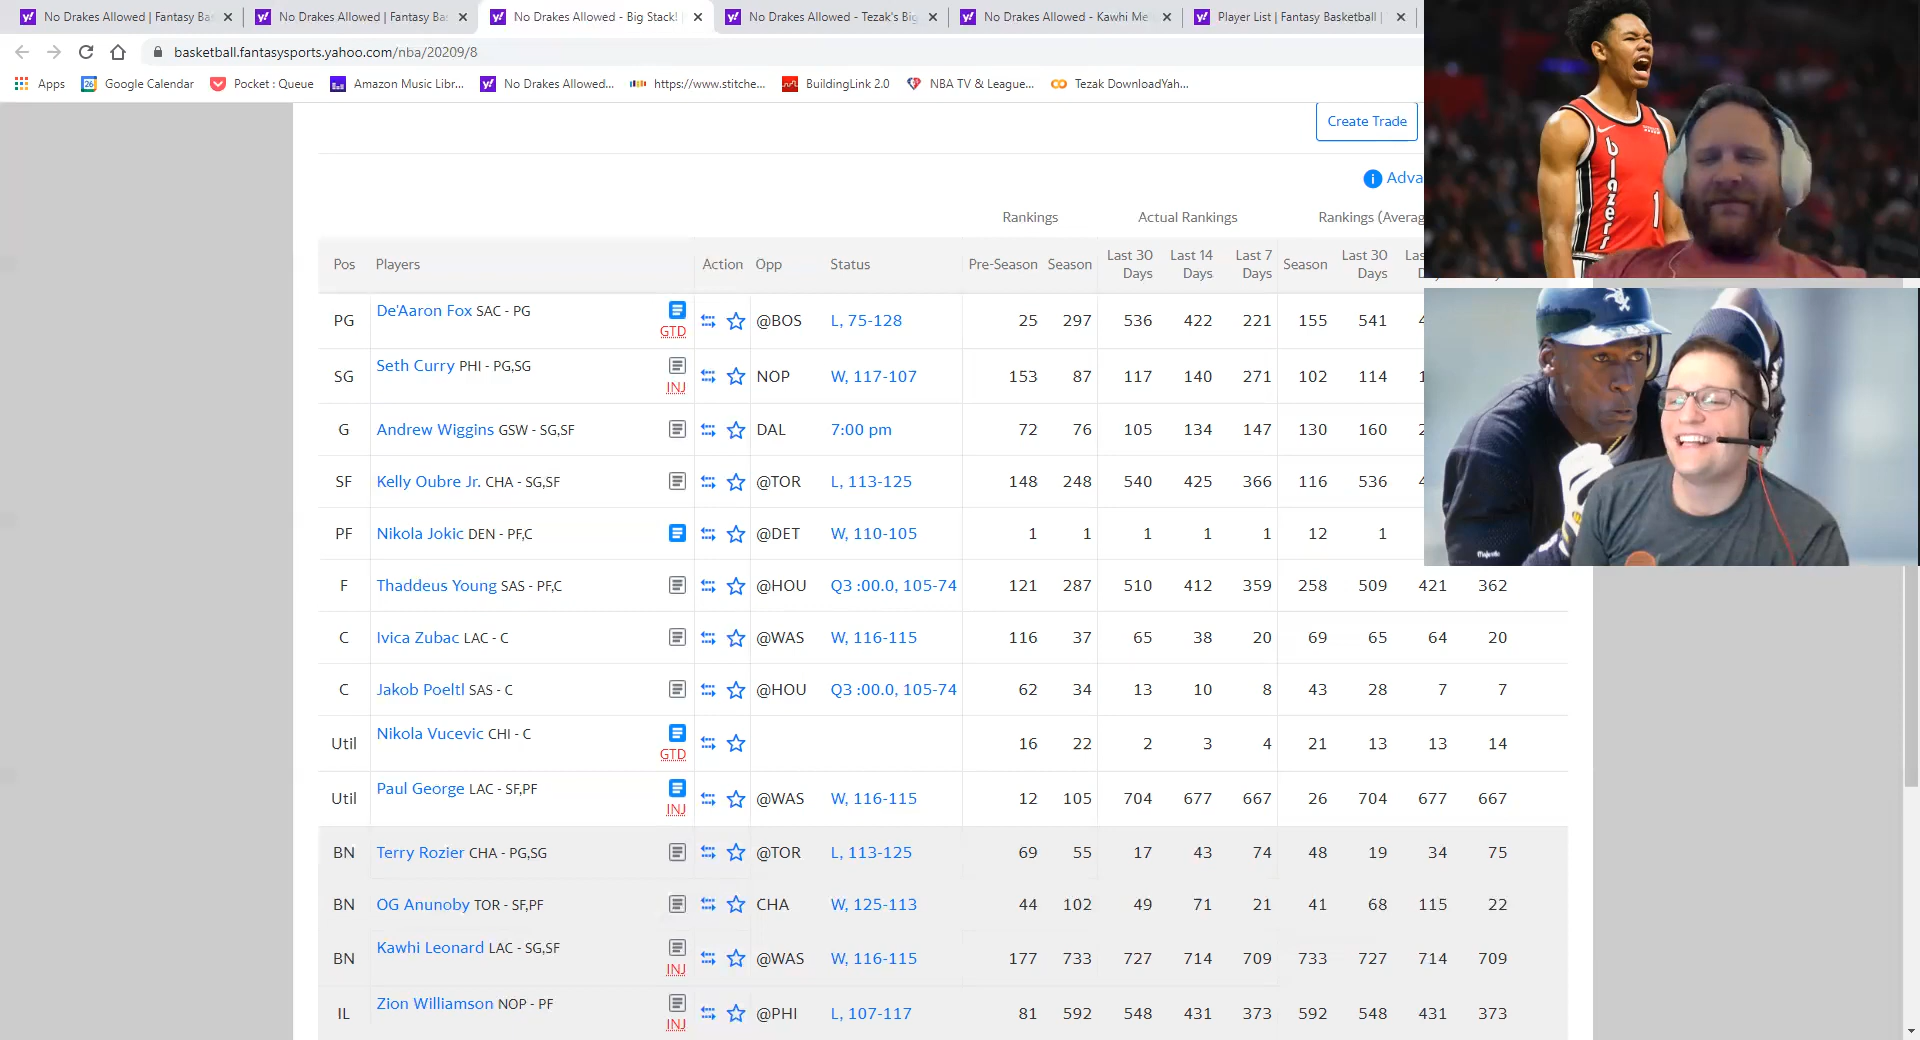 No Drakes Allowed | Fantasy Ba No Drakes Allowed | Fantasy Ba No Drakes Allowed - Big Stack! | No Drakes Allowed - Tezak's Big No Drakes Allowed - Kawhi Me Player List | Fantasy Basketball |
basketball.fantasysports.yahoo.com/nba/20209/8
Apps 26 Google Calendar Pocket : Queue Amazon Music Libr... No Drakes Allowed... https://www.stitche... BuildingLink 2.0 NBA TV & League... Tezak DownloadYah...
Create Trade
Adva
Rankings Actual Rankings Rankings (Averag
Pos Players Action Opp Status Pre-Season Season Last 30 Days Last 14 Days Last 7 Days Season Last 30 Days Las
PG De'Aaron Fox SAC - PG GTD @BOS L, 75-128 25 297 536 422 221 155 541
SG Seth Curry PHI - PG,SG INJ NOP W, 117-107 153 87 117 140 271 102 114 1
G Andrew Wiggins GSW - SG,SF DAL 7:00 pm 72 76 105 134 147 130 160 2
SF Kelly Oubre Jr. CHA - SG,SF @TOR L, 113-125 148 248 540 425 366 116 536
PF Nikola Jokic DEN - PF,C @DET W, 110-105 1 1 1 1 1 12 1
F Thaddeus Young SAS - PF,C @HOU Q3 :00.0, 105-74 121 287 510 412 359 258 509 421 362
C Ivica Zubac LAC - C @WAS W, 116-115 116 37 65 38 20 69 65 64 20
C Jakob Poeltl SAS - C @HOU Q3 :00.0, 105-74 62 34 13 10 8 43 28 7 7
Util Nikola Vucevic CHI - C GTD 16 22 2 3 4 21 13 13 14
Util Paul George LAC - SF,PF INJ @WAS W, 116-115 12 105 704 677 667 26 704 677 667
BN Terry Rozier CHA - PG,SG @TOR L, 113-125 69 55 17 43 74 48 19 34 75
BN OG Anunoby TOR - SF,PF CHA W, 125-113 44 102 49 71 21 41 68 115 22
BN Kawhi Leonard LAC - SG,SF INJ @WAS W, 116-115 177 733 727 714 709 733 727 714 709
IL Zion Williamson NOP - PF INJ @PHI L, 107-117 81 592 548 431 373 592 548 431 373
blazers
1
Majestic